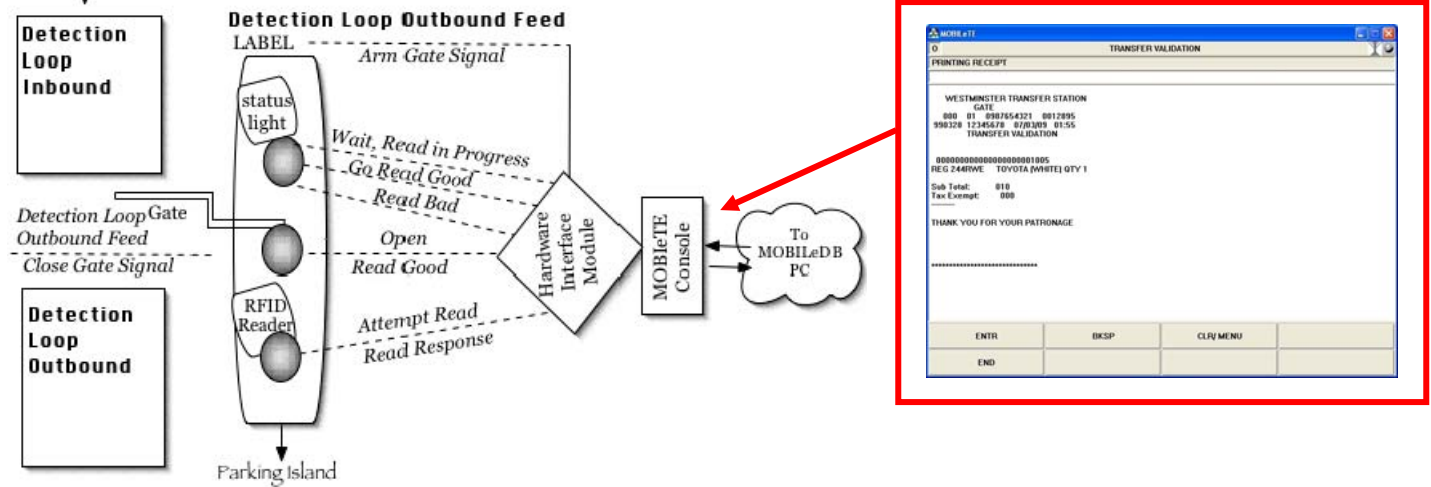 Detection
Loop
Inbound
Detection Loop Outbound Feed
LABEL
Arm Gate Signal
status
light
Wait, Read in Progress
Go Read Good
Read Bad
Detection Loop Gate
Outbound Feed
Close Gate Signal
Open
Read Good
Hardware
Interface
Module
MOBIeTE
Console
To
MOBILeDB
PC
RFID
Reader
Attempt Read
Read Response
Detection
Loop
Outbound
Parking Island
MOBILeTE
0 TRANSFER VALIDATION
PRINTING RECEIPT
WESTMINSTER TRANSFER STATION
GATE
000 01 0987654321 0012895
990320 12345678 07/03/09 01:55
TRANSFER VALIDATION
0000000000000000000001005
REG 244RWE TOYOTA (WHITE) QTY 1
Sub Total: 010
Tax Exempt: 000
------
THANK YOU FOR YOUR PATRONAGE
******************************
ENTR BKSP CLR/MENU
END